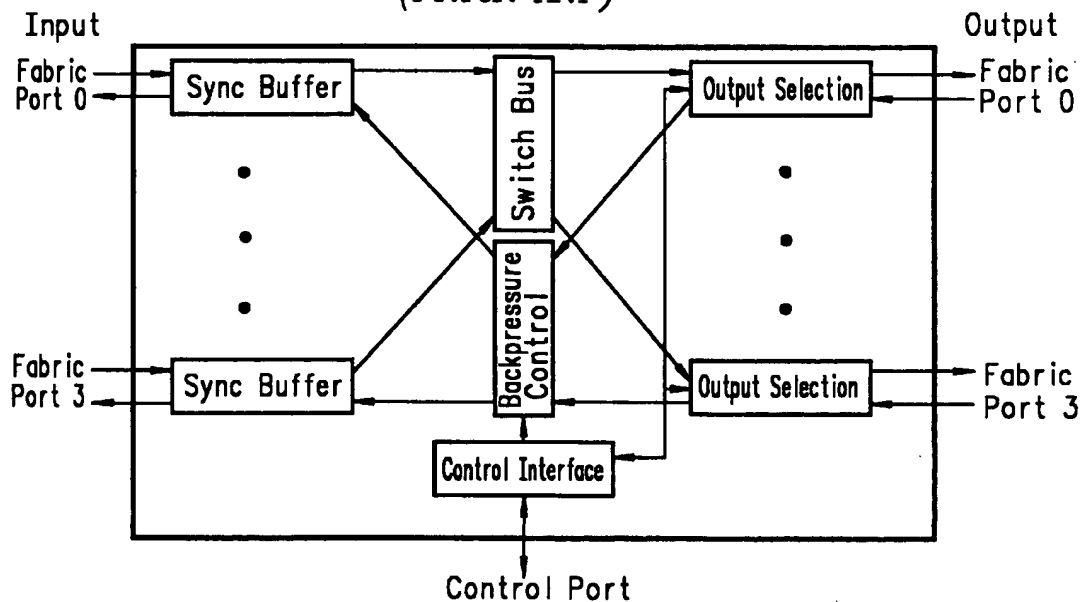 Input
Output
Fabric
Port 0
Sync Buffer
Switch Bus
Output Selection
Fabric
Port 0
Backpressure
Control
Fabric
Port 3
Sync Buffer
Output Selection
Fabric
Port 3
Control Interface
Control Port